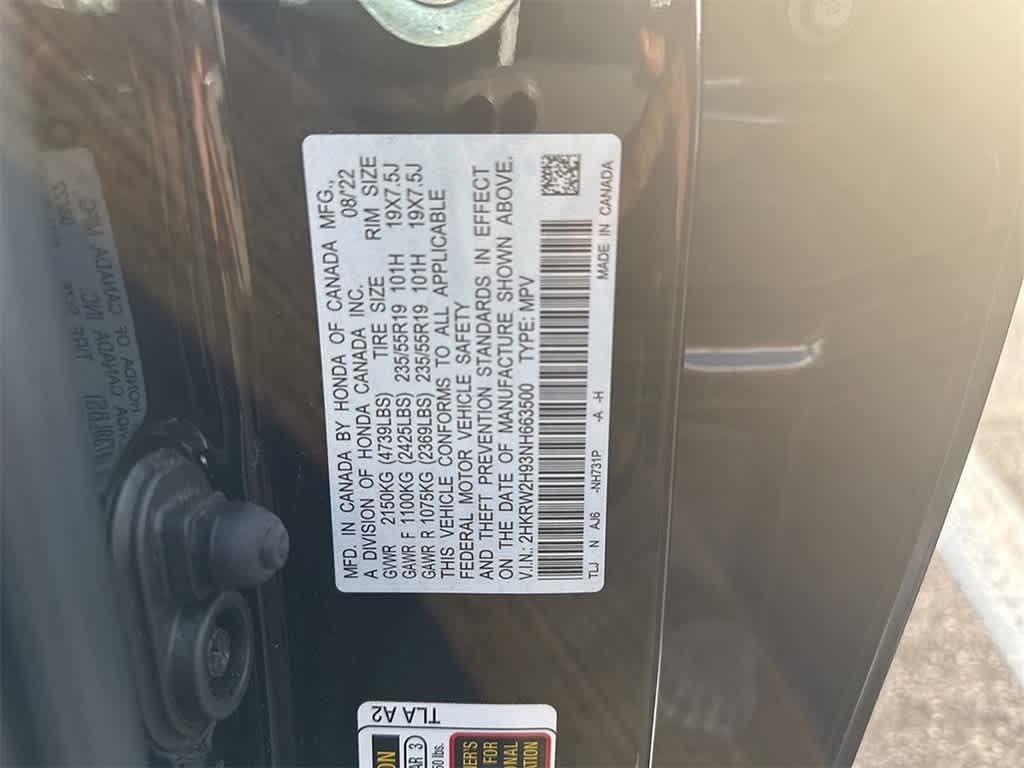 MFD. IN CANADA BY HONDA OF CANADA MFG.,
A DIVISION OF HONDA CANADA INC. 08/22
GVWR 2150KG (4739LBS) TIRE SIZE RIM SIZE
GAWR F 1100KG (2425LBS) 235/55R19 101H 19X7.5J
GAWR R 1075KG (2369LBS) 235/55R19 101H 19X7.5J
THIS VEHICLE CONFORMS TO ALL APPLICABLE
FEDERAL MOTOR VEHICLE SAFETY
AND THEFT PREVENTION STANDARDS IN EFFECT
ON THE DATE OF MANUFACTURE SHOWN ABOVE.
V.I.N.: 2HKRW2H93NH663500 TYPE: MPV
TLJ N AJ6 -NH731P -A -H MADE IN CANADA
TLA A2